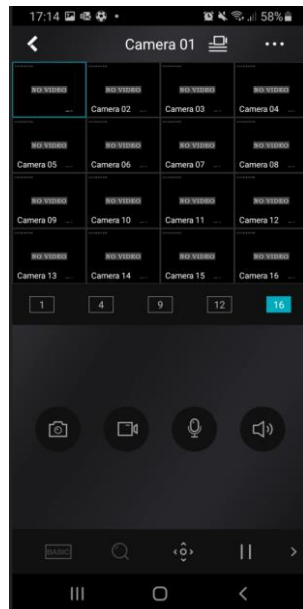 17:14 58%
Camera 01
NO VIDEO NO VIDEO NO VIDEO NO VIDEO
Camera 02 Camera 03 Camera 04
NO VIDEO NO VIDEO NO VIDEO NO VIDEO
Camera 05 Camera 06 Camera 07 Camera 08
NO VIDEO NO VIDEO NO VIDEO NO VIDEO
Camera 09 Camera 10 Camera 11 Camera 12
NO VIDEO NO VIDEO NO VIDEO NO VIDEO
Camera 13 Camera 14 Camera 15 Camera 16
1 4 9 12 16
BASIC